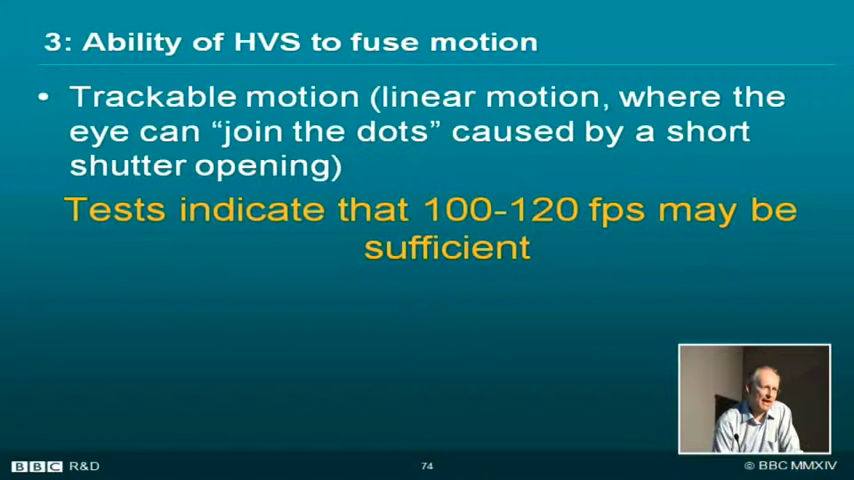 3: Ability of HVS to fuse motion
• Trackable motion (linear motion, where the
eye can “join the dots” caused by a short
shutter opening)
Tests indicate that 100-120 fps may be
sufficient
BBC R&D
74
© BBC MMXIV